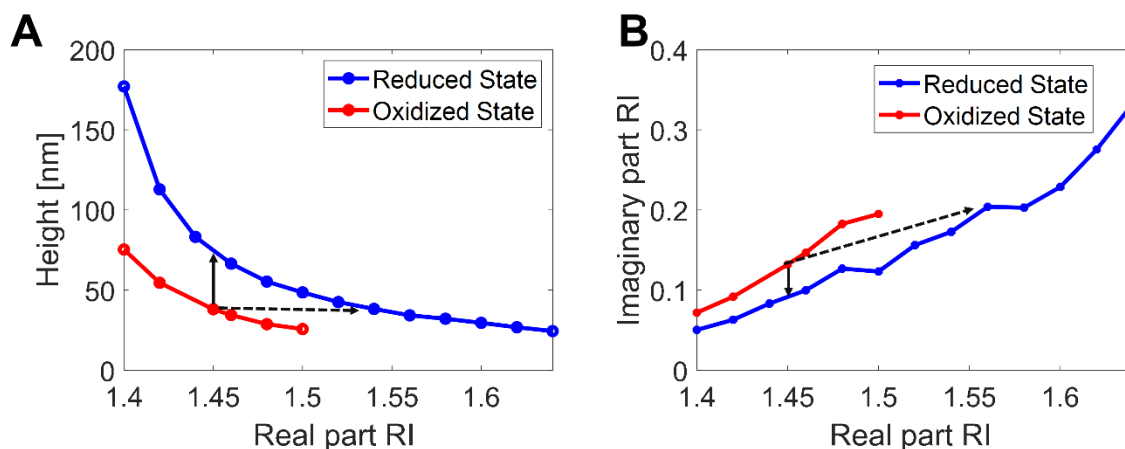 A
Height [nm]
200
150
100
50
0
Reduced State
Oxidized State
1.4 1.45 1.5 1.55 1.6
Real part RI
B
Imaginary part RI
0.4
0.3
0.2
0.1
0
Reduced State
Oxidized State
1.4 1.45 1.5 1.55 1.6
Real part RI